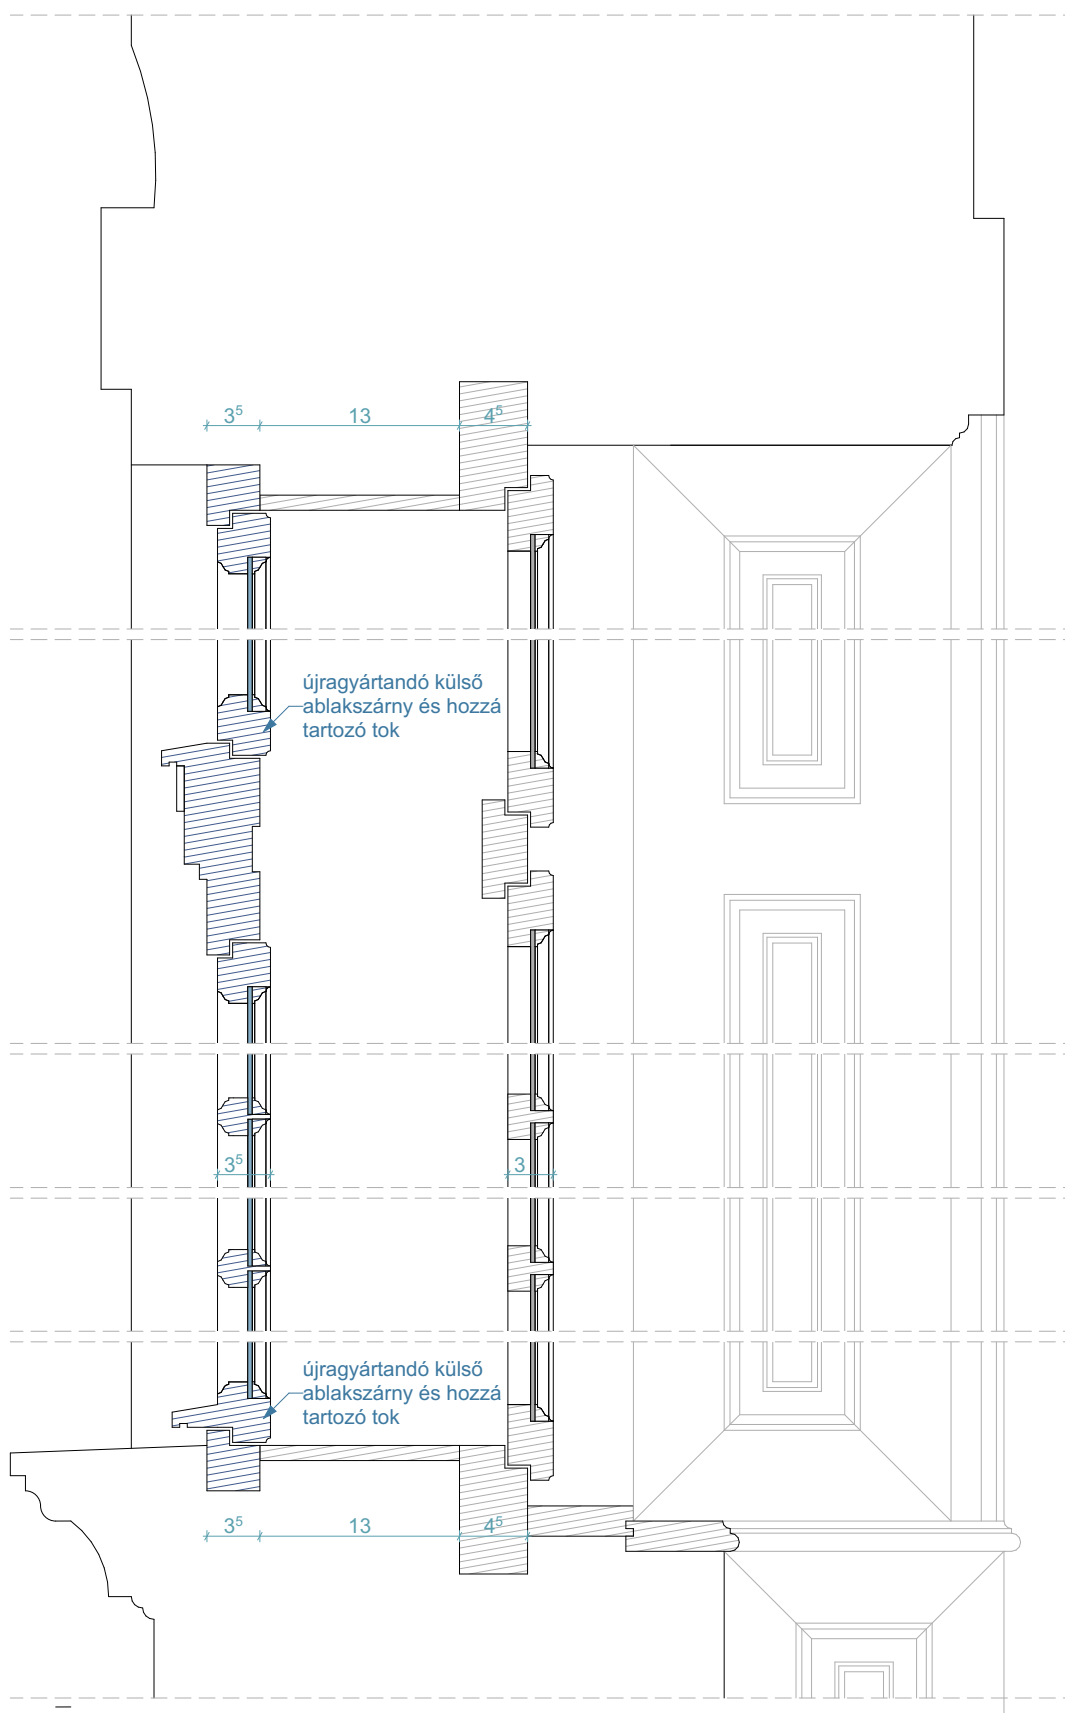 3⁵ 13 4⁵
újragyártandó külső
ablakszárny és hozzá
tartozó tok
3⁵ 3
újragyártandó külső
ablakszárny és hozzá
tartozó tok
3⁵ 13 4⁵